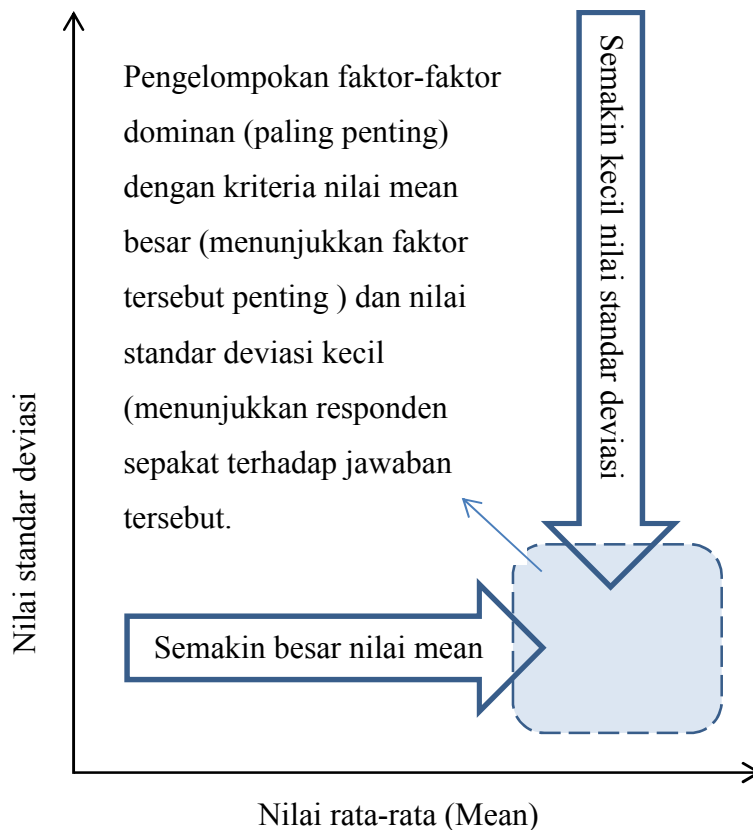 Pengelompokan faktor-faktor
dominan (paling penting)
dengan kriteria nilai mean
besar (menunjukkan faktor
tersebut penting ) dan nilai
standar deviasi kecil
(menunjukkan responden
sepakat terhadap jawaban
tersebut.
Semakin kecil nilai standar deviasi
Semakin besar nilai mean
Nilai standar deviasi
Nilai rata-rata (Mean)